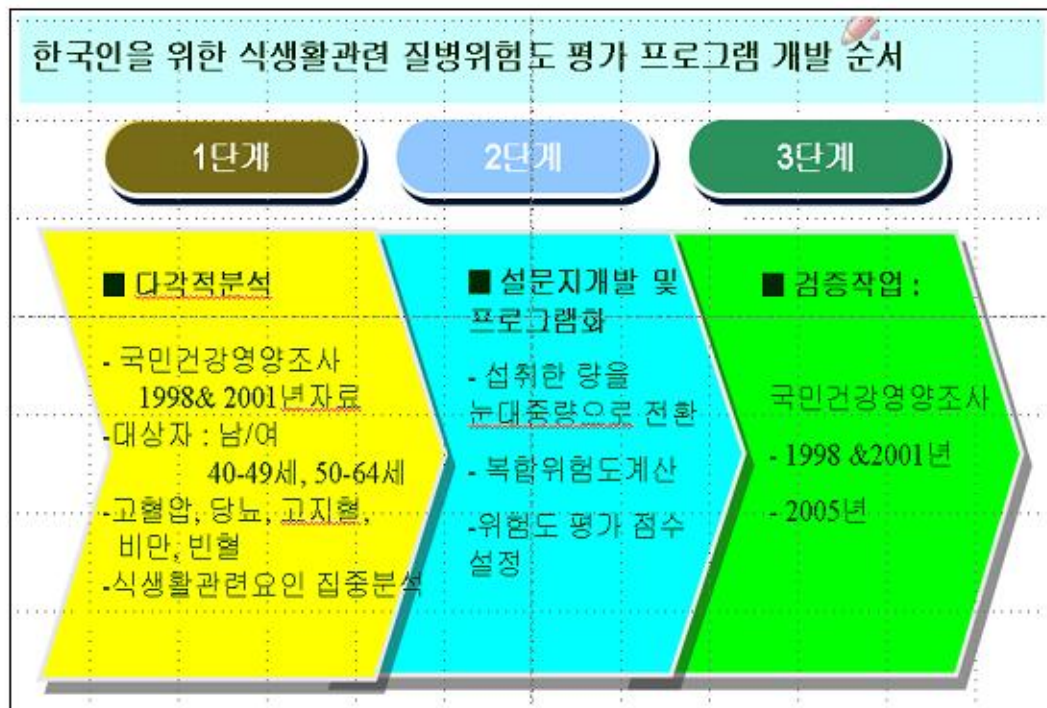 한국인을 위한 식생활관련 질병위험도 평가 프로그램 개발 순서
1단계
2단계
3단계
■ 다각적분석
- 국민건강영양조사
1998& 2001년자료
-대상자 : 남/여
40-49세, 50-64세
-고혈압, 당뇨, 고지혈,
비만, 빈혈
-식생활관련요인 집중분석
■ 설문지개발 및
프로그램화
- 섭취한 량을
눈대중량으로 전환
- 복합위험도계산
-위험도 평가 점수
설정
■ 검증작업 :
국민건강영양조사
- 1998 &2001년
- 2005년